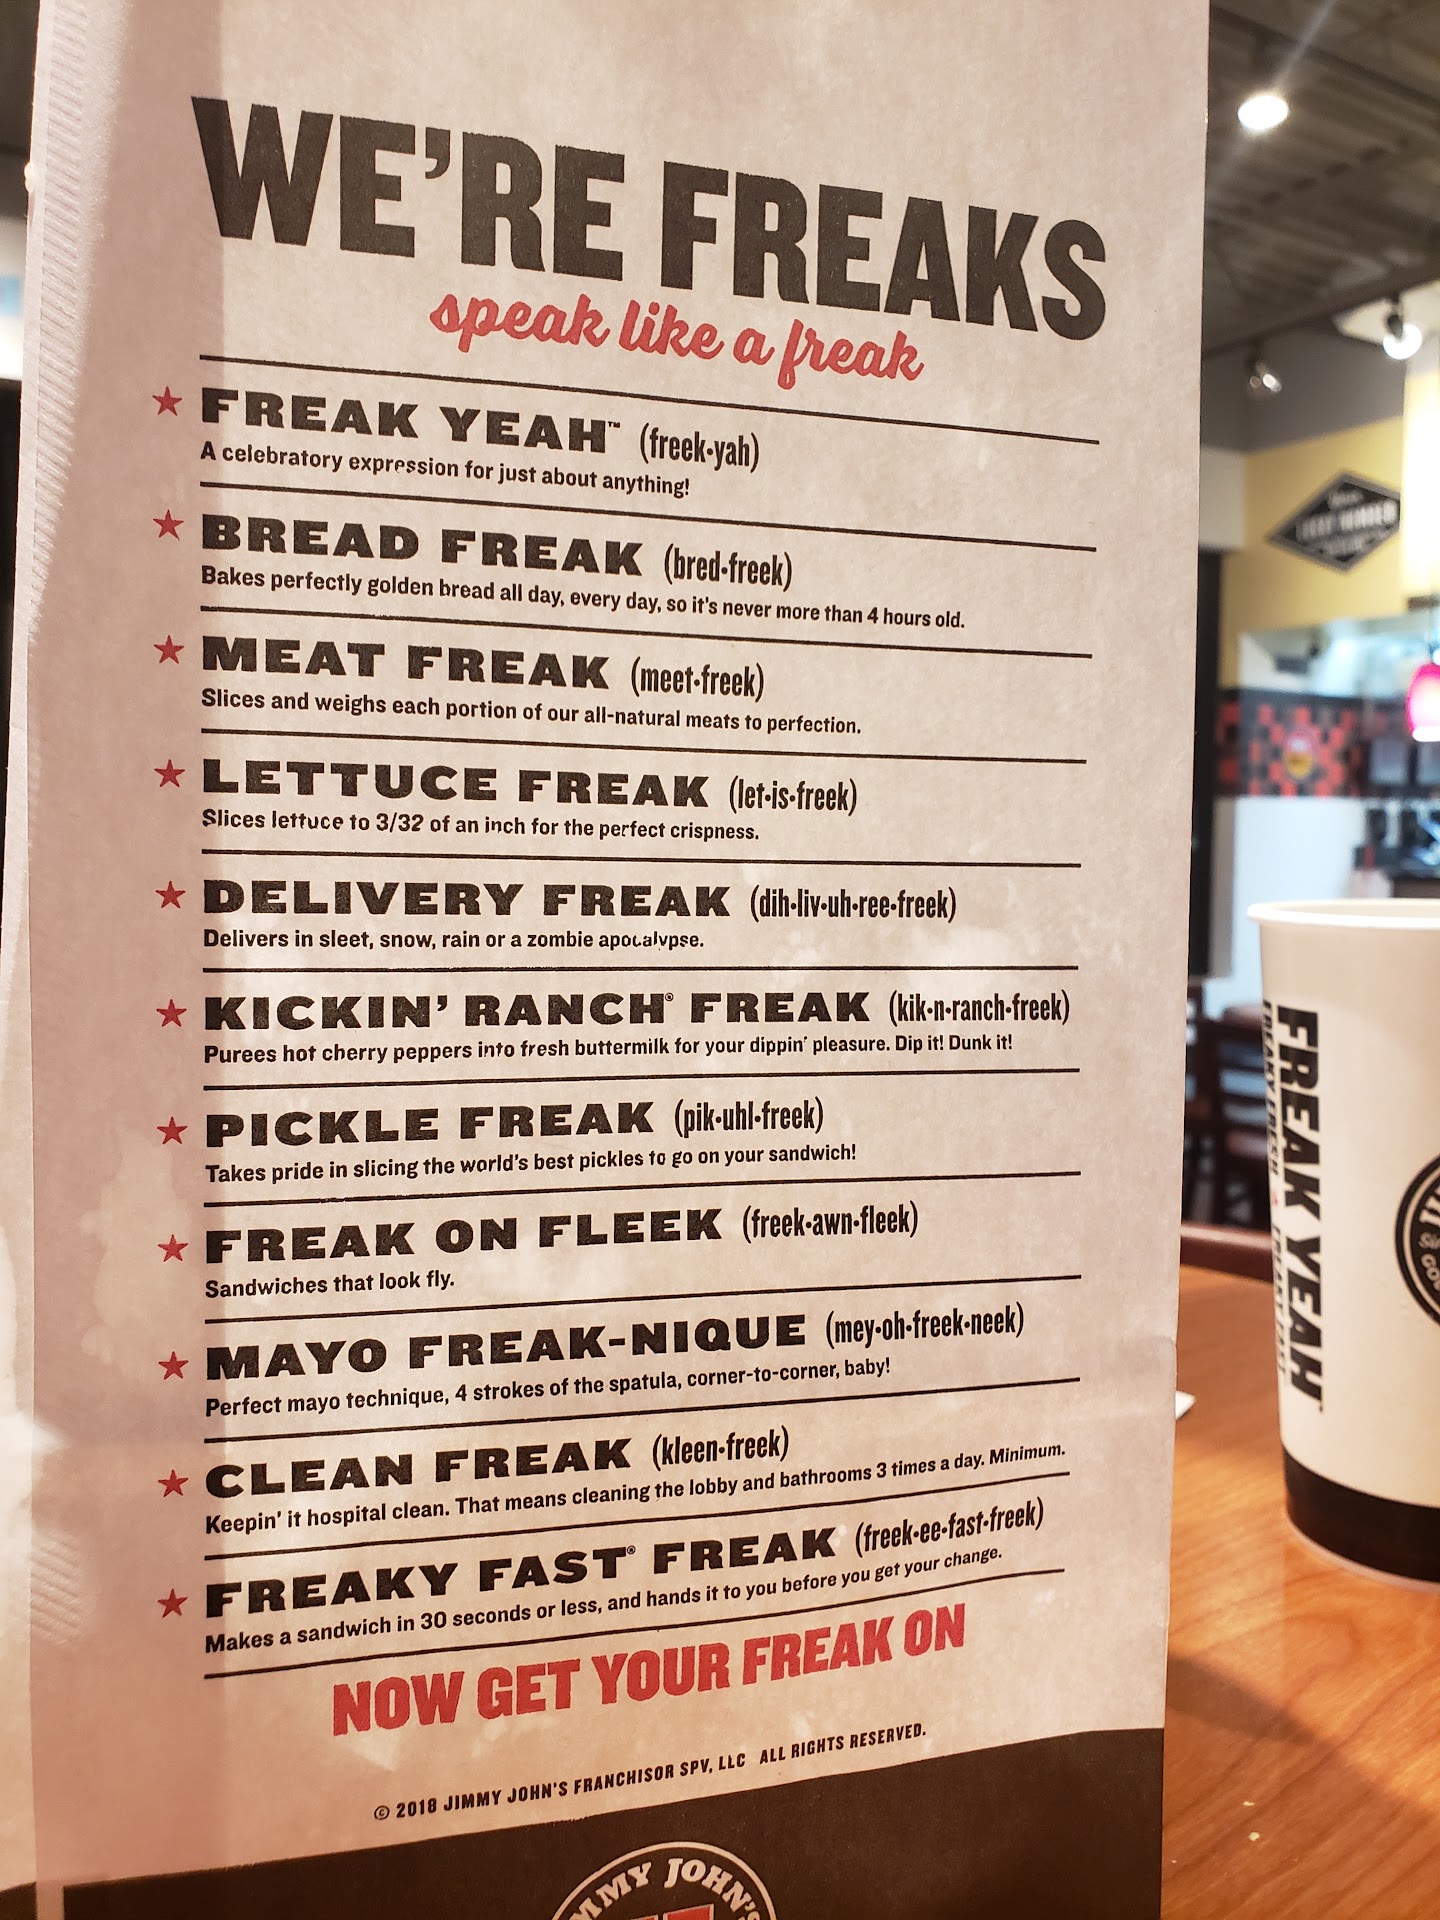 WE'RE FREAKS
speak like a freak
★ FREAK YEAH™ (freek·yah)
A celebratory expression for just about anything!
★ BREAD FREAK (bred·freek)
Bakes perfectly golden bread all day, every day, so it's never more than 4 hours old.
★ MEAT FREAK (meet·freek)
Slices and weighs each portion of our all-natural meats to perfection.
★ LETTUCE FREAK (let·is·freek)
Slices lettuce to 3/32 of an inch for the perfect crispness.
★ DELIVERY FREAK (dih·liv·uh·ree·freek)
Delivers in sleet, snow, rain or a zombie apocalypse.
★ KICKIN' RANCH® FREAK (kik·n·ranch·freek)
Purees hot cherry peppers into fresh buttermilk for your dippin' pleasure. Dip it! Dunk it!
★ PICKLE FREAK (pik·uhl·freek)
Takes pride in slicing the world's best pickles to go on your sandwich!
★ FREAK ON FLEEK (freek·awn·fleek)
Sandwiches that look fly.
★ MAYO FREAK-NIQUE (mey·oh·freek·neek)
Perfect mayo technique, 4 strokes of the spatula, corner-to-corner, baby!
★ CLEAN FREAK (kleen·freek)
Keepin' it hospital clean. That means cleaning the lobby and bathrooms 3 times a day. Minimum.
★ FREAKY FAST® FREAK (freek·ee·fast·freek)
Makes a sandwich in 30 seconds or less, and hands it to you before you get your change.
NOW GET YOUR FREAK ON
© 2018 JIMMY JOHN'S FRANCHISOR SPV, LLC ALL RIGHTS RESERVED.
JOHN'S
FREAK YEAH